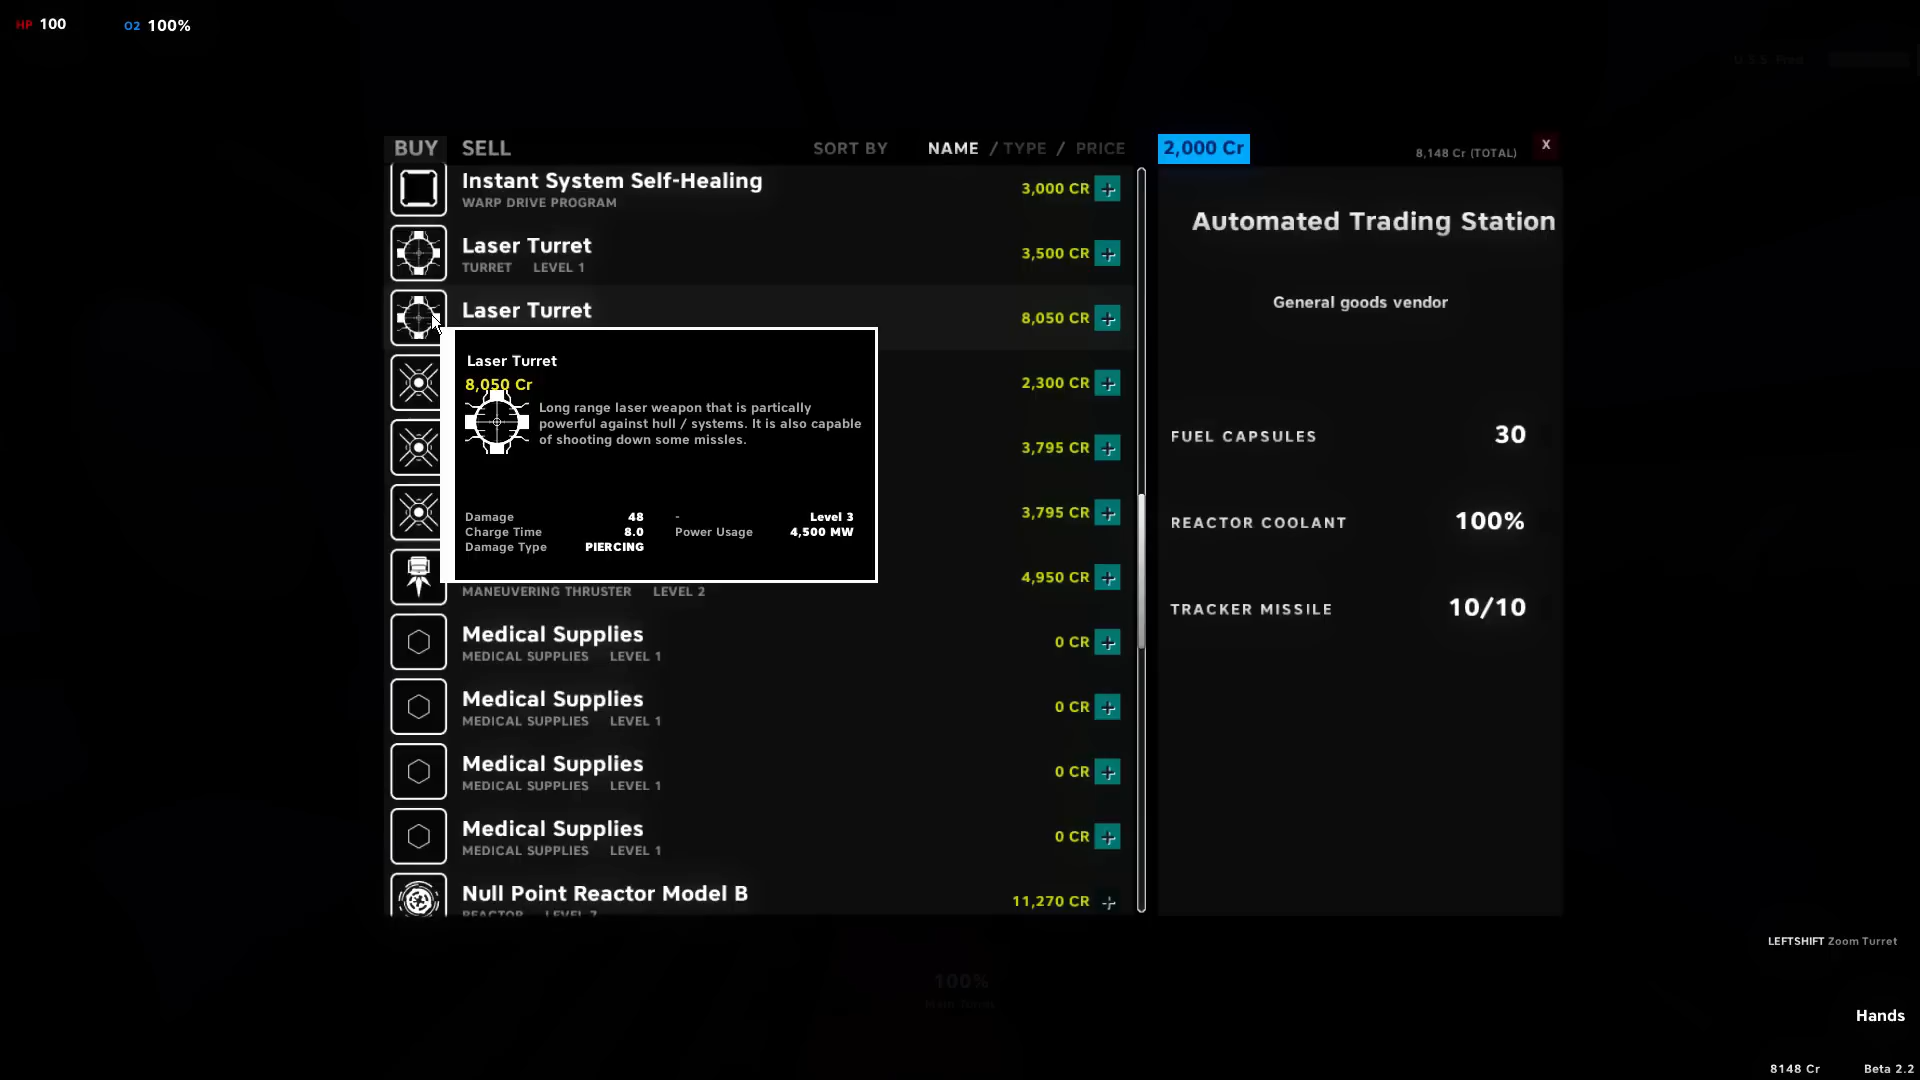 HP 100
O2 100%
U.S.S. Fred
BUY SELL SORT BY NAME / TYPE / PRICE
2,000 Cr
8,148 Cr (TOTAL)
X
Instant System Self-Healing
WARP DRIVE PROGRAM
3,000 CR +
Laser Turret
TURRET LEVEL 1
3,500 CR +
Laser Turret
8,050 CR +
Laser Turret
8,050 Cr
Long range laser weapon that is partically
powerful against hull / systems. It is also capable
of shooting down some missles.
Damage 48 - Level 3
Charge Time 8.0 Power Usage 4,500 MW
Damage Type PIERCING
2,300 CR +
3,795 CR +
3,795 CR +
4,950 CR +
MANEUVERING THRUSTER LEVEL 2
Medical Supplies
MEDICAL SUPPLIES LEVEL 1
0 CR +
Medical Supplies
MEDICAL SUPPLIES LEVEL 1
0 CR +
Medical Supplies
MEDICAL SUPPLIES LEVEL 1
0 CR +
Medical Supplies
MEDICAL SUPPLIES LEVEL 1
0 CR +
Null Point Reactor Model B
11,270 CR +
REACTOR LEVEL
Automated Trading Station
General goods vendor
FUEL CAPSULES 30
REACTOR COOLANT 100%
TRACKER MISSILE 10/10
LEFTSHIFT Zoom Turret
100%
Hands
8148 Cr Beta 2.2